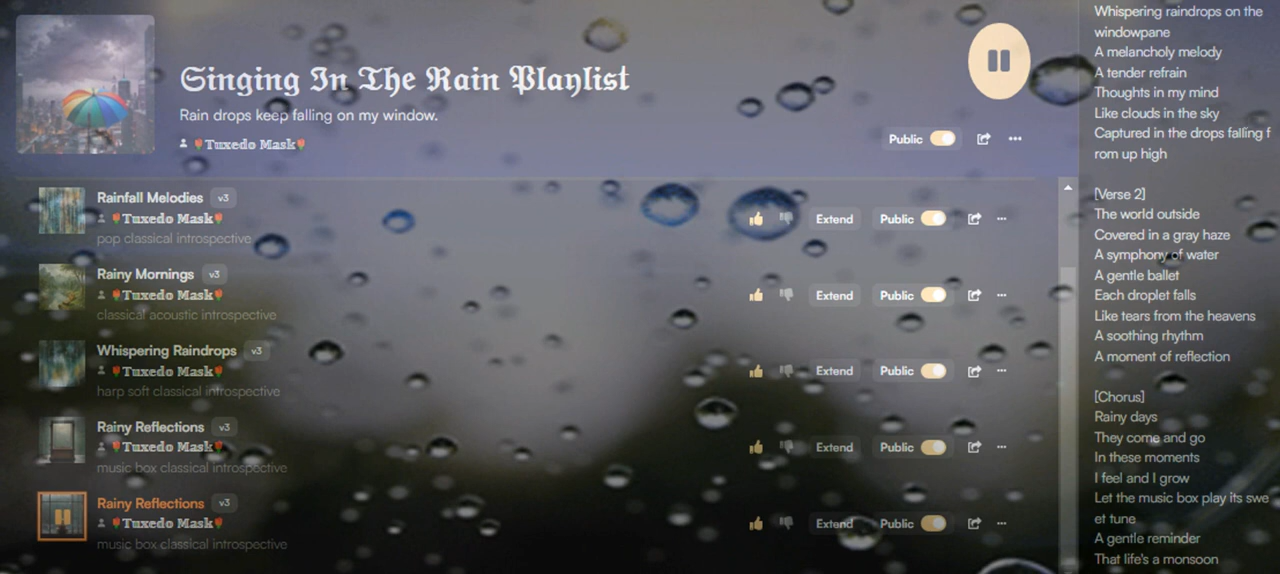 Singing In The Rain Playlist
Rain drops keep falling on my window.
🌹Tuxedo Mask🌹
Public
Rainfall Melodies v3
🌹Tuxedo Mask🌹
pop classical introspective
Extend Public
Rainy Mornings v3
🌹Tuxedo Mask🌹
classical acoustic introspective
Extend Public
Whispering Raindrops v3
🌹Tuxedo Mask🌹
harp soft classical introspective
Extend Public
Rainy Reflections v3
🌹Tuxedo Mask🌹
music box classical introspective
Extend Public
Rainy Reflections v3
🌹Tuxedo Mask🌹
music box classical introspective
Extend Public
Whispering raindrops on the
windowpane
A melancholy melody
A tender refrain
Thoughts in my mind
Like clouds in the sky
Captured in the drops falling f
rom up high
[Verse 2]
The world outside
Covered in a gray haze
A symphony of water
A gentle ballet
Each droplet falls
Like tears from the heavens
A soothing rhythm
A moment of reflection
[Chorus]
Rainy days
They come and go
In these moments
I feel and I grow
Let the music box play its swe
et tune
A gentle reminder
That life's a monsoon